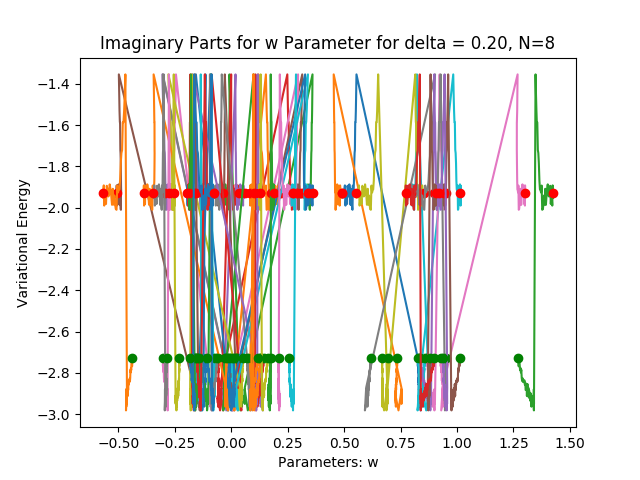 Imaginary Parts for w Parameter for delta = 0.20, N=8
Variational Energy
−1.4
−1.6
−1.8
−2.0
−2.2
−2.4
−2.6
−2.8
−3.0
−0.50 −0.25 0.00 0.25 0.50 0.75 1.00 1.25 1.50
Parameters: w